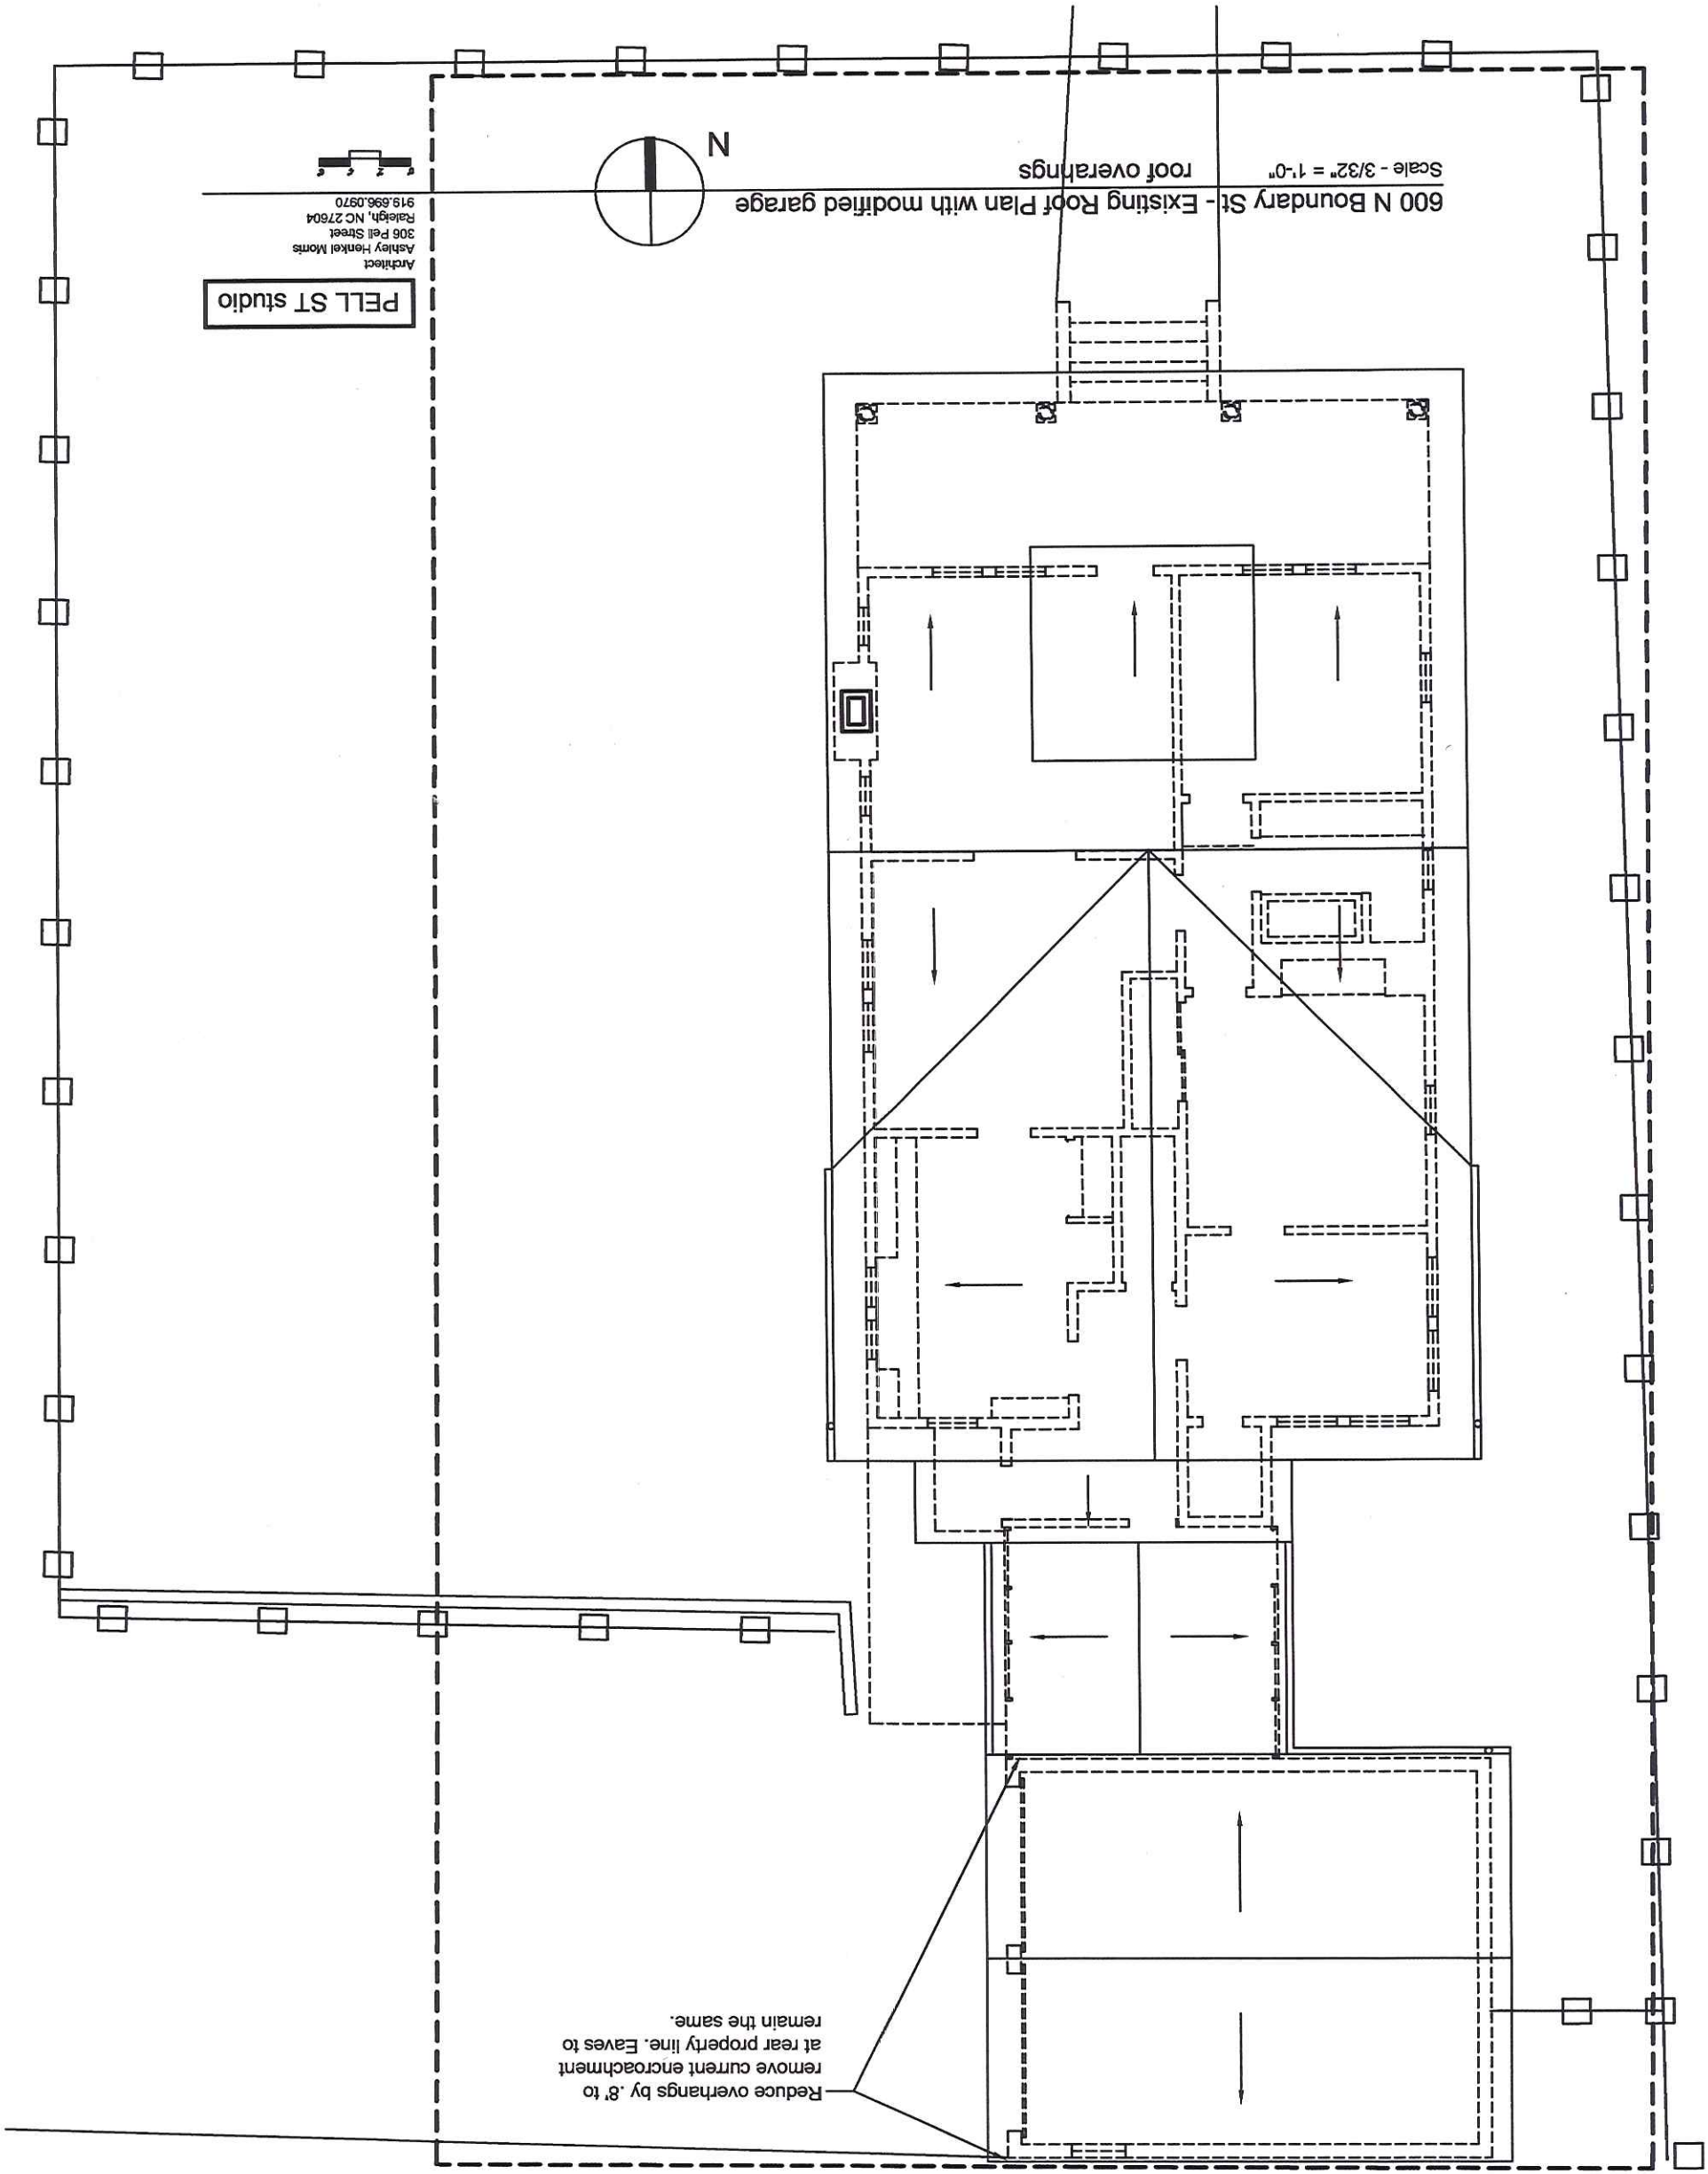 Reduce overhangs by .8' to
remove current encroachment
at rear property line. Eaves to
remain the same.
PELL ST studio
Architect
Ashley Henkel Morris
306 Pell Street
Raleigh, NC 27604
919.696.0970
600 N Boundary St - Existing Roof Plan with modified garage
Scale - 3/32" = 1'-0"
roof overahngs
N